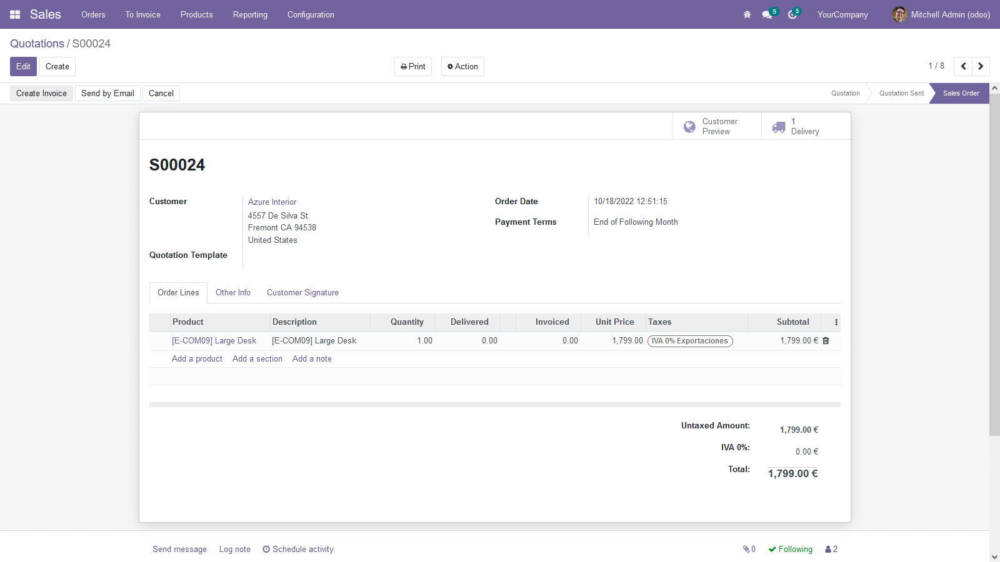 Sales Orders To Invoice Products Reporting Configuration 5 5 YourCompany Mitchell Admin (odoo)
Quotations / S00024
Edit Create Print Action 1 / 8
Create Invoice Send by Email Cancel Quotation Quotation Sent Sales Order
Customer Preview
1 Delivery
S00024
Customer Azure Interior
4557 De Silva St
Fremont CA 94538
United States
Quotation Template
Order Date 10/18/2022 12:51:15
Payment Terms End of Following Month
Order Lines Other Info Customer Signature
Product Description Quantity Delivered Invoiced Unit Price Taxes Subtotal
[E-COM09] Large Desk [E-COM09] Large Desk 1.00 0.00 0.00 1,799.00 IVA 0% Exportaciones 1,799.00 €
Add a product Add a section Add a note
Untaxed Amount: 1,799.00 €
IVA 0%: 0.00 €
Total: 1,799.00 €
Send message Log note Schedule activity 0 Following 2